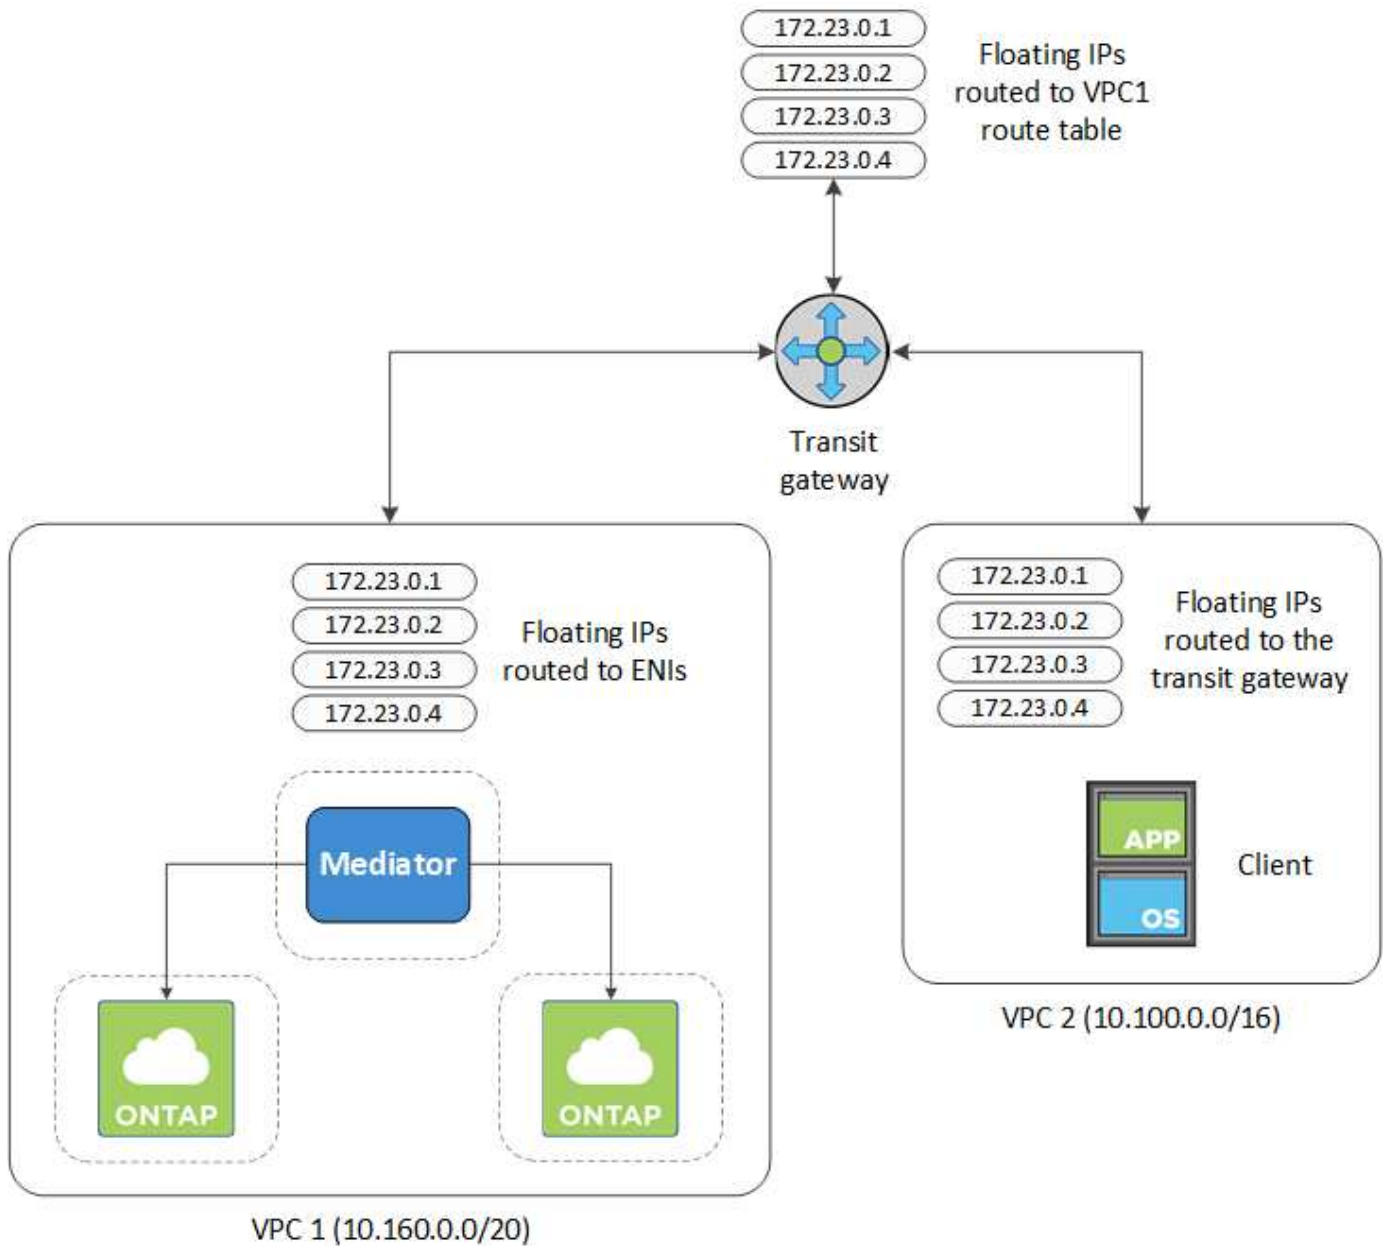 172.23.0.1
172.23.0.2
172.23.0.3
172.23.0.4
Floating IPs
routed to VPC1
route table
Transit
gateway
172.23.0.1
172.23.0.2
172.23.0.3
172.23.0.4
Floating IPs
routed to ENIs
Mediator
ONTAP
ONTAP
VPC 1 (10.160.0.0/20)
172.23.0.1
172.23.0.2
172.23.0.3
172.23.0.4
Floating IPs
routed to the
transit gateway
APP
OS
Client
VPC 2 (10.100.0.0/16)